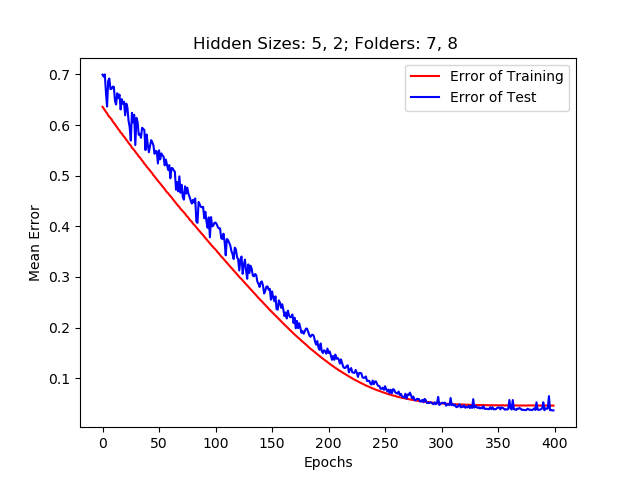 Hidden Sizes: 5, 2; Folders: 7, 8
Error of Training
Error of Test
Mean Error
0.7
0.6
0.5
0.4
0.3
0.2
0.1
0 50 100 150 200 250 300 350 400
Epochs